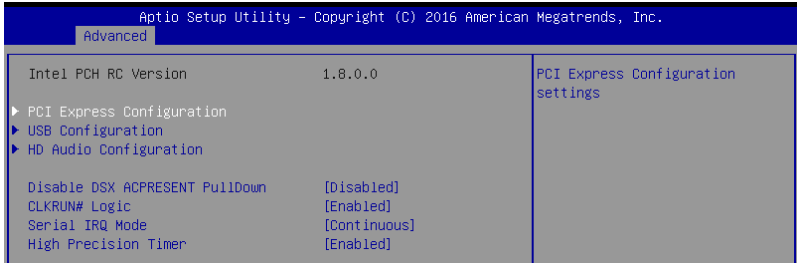 Aptio Setup Utility – Copyright (C) 2016 American Megatrends, Inc.
Advanced
Intel PCH RC Version 1.8.0.0
PCI Express Configuration
USB Configuration
HD Audio Configuration
Disable DSX ACPRESENT PullDown [Disabled]
CLKRUN# Logic [Enabled]
Serial IRQ Mode [Continuous]
High Precision Timer [Enabled]
PCI Express Configuration
settings